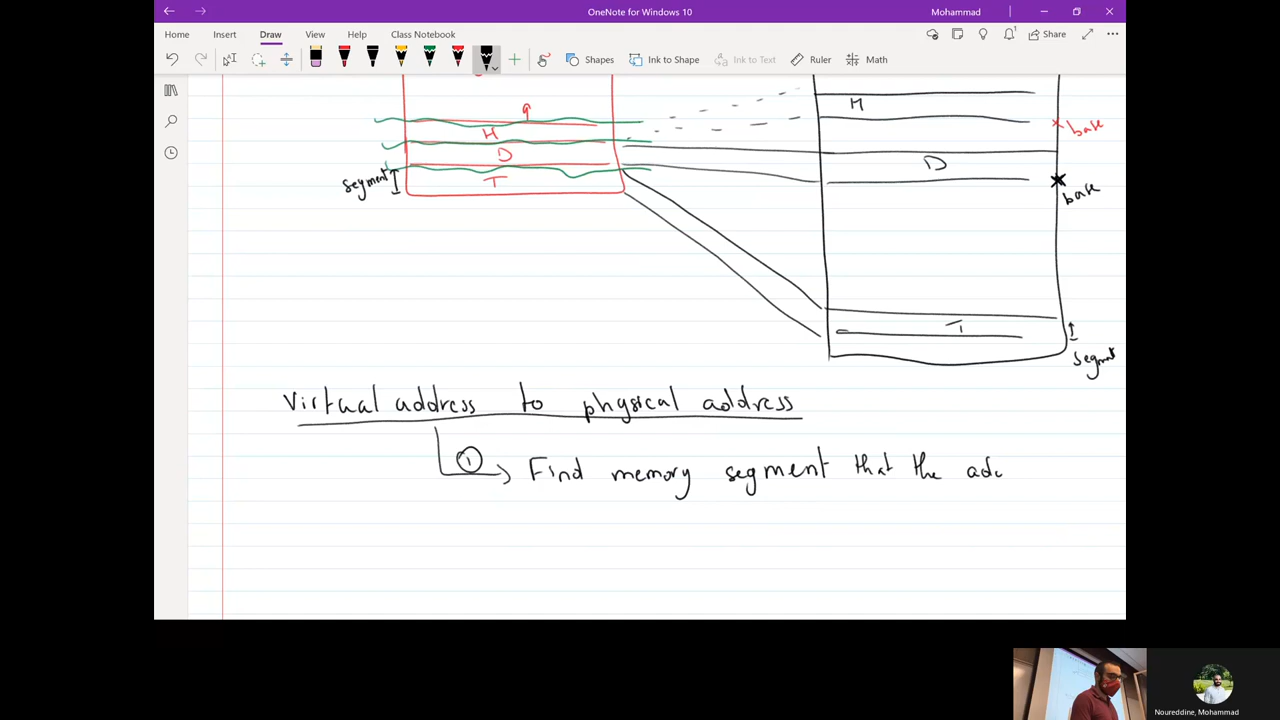 OneNote for Windows 10
Mohammad
Home Insert Draw View Help Class Notebook
Share
Shapes Ink to Shape Ink to Text Ruler Math
H
H
base
D
D
segment
T
base
T
segment
Virtual address to physical address
1 Find memory segment that the add
Noureddine, Mohammad